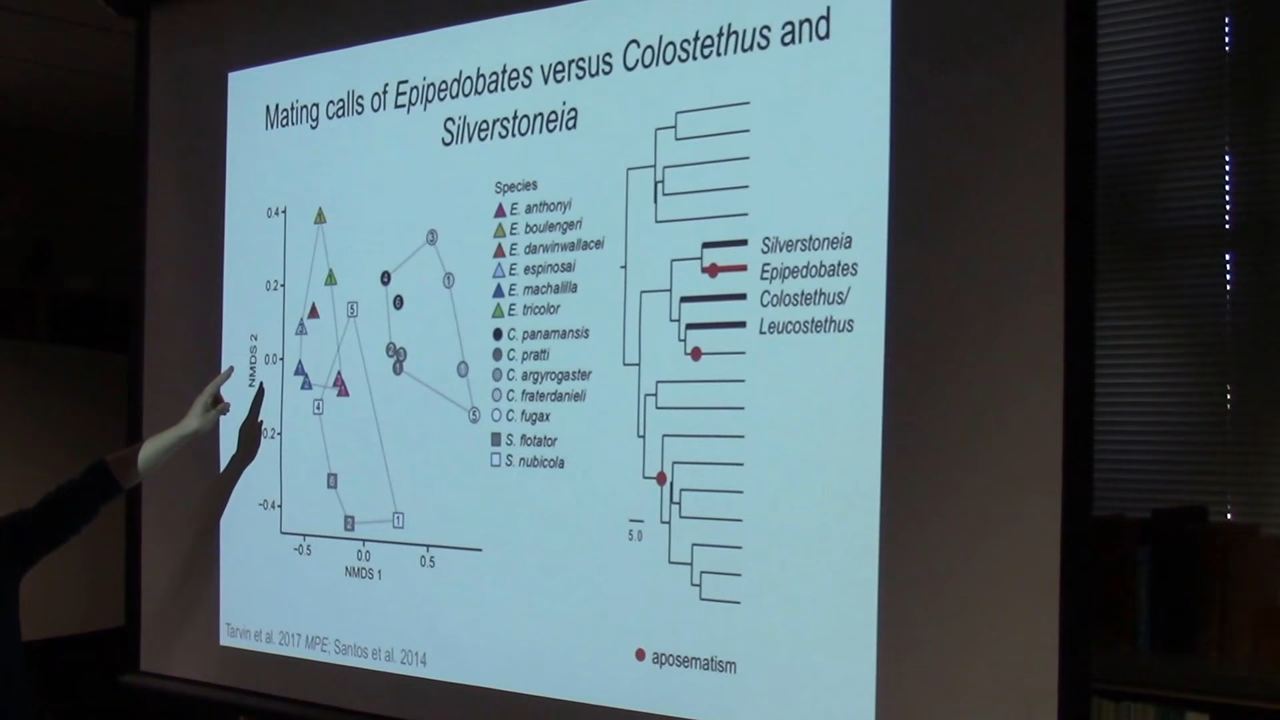 Mating calls of Epipedobates versus Colostethus and
Silverstoneia
Species
E. anthonyi
E. boulengeri
E. darwinwallacei
E. espinosai
E. machalilla
E. tricolor
C. panamansis
C. pratti
C. argyrogaster
C. fraterdanieli
C. fugax
S. flotator
S. nubicola
0.4
0.2
0.0
0.2
−0.4
NMDS 2
−0.5
0.0
0.5
NMDS 1
Silverstoneia
Epipedobates
Colostethus/
Leucostethus
5.0
aposematism
Tarvin et al. 2017 MPE; Santos et al. 2014